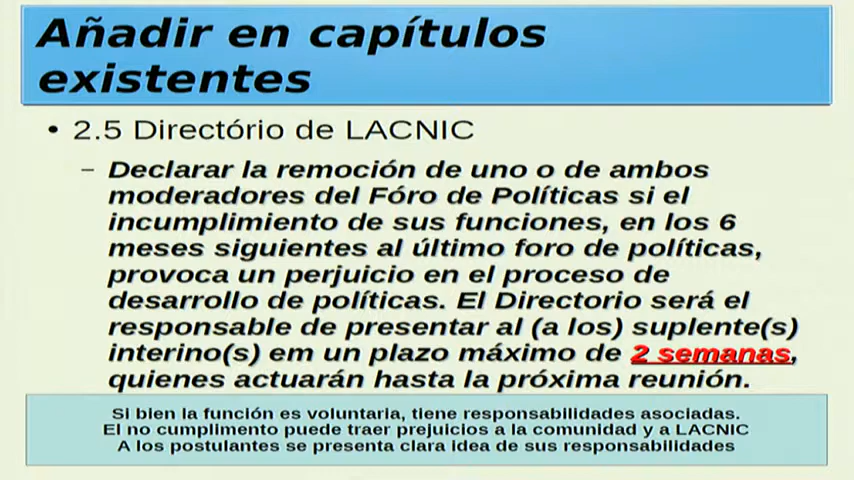 Añadir en capítulos
existentes
• 2.5 Directório de LACNIC
– Declarar la remoción de uno o de ambos
moderadores del Fóro de Políticas si el
incumplimiento de sus funciones, en los 6
meses siguientes al último foro de políticas,
provoca un perjuicio en el proceso de
desarrollo de políticas. El Directorio será el
responsable de presentar al (a los) suplente(s)
interino(s) em un plazo máximo de 2 semanas,
quienes actuarán hasta la próxima reunión.
Si bien la función es voluntaria, tiene responsabilidades asociadas.
El no cumplimento puede traer prejuicios a la comunidad y a LACNIC
A los postulantes se presenta clara idea de sus responsabilidades